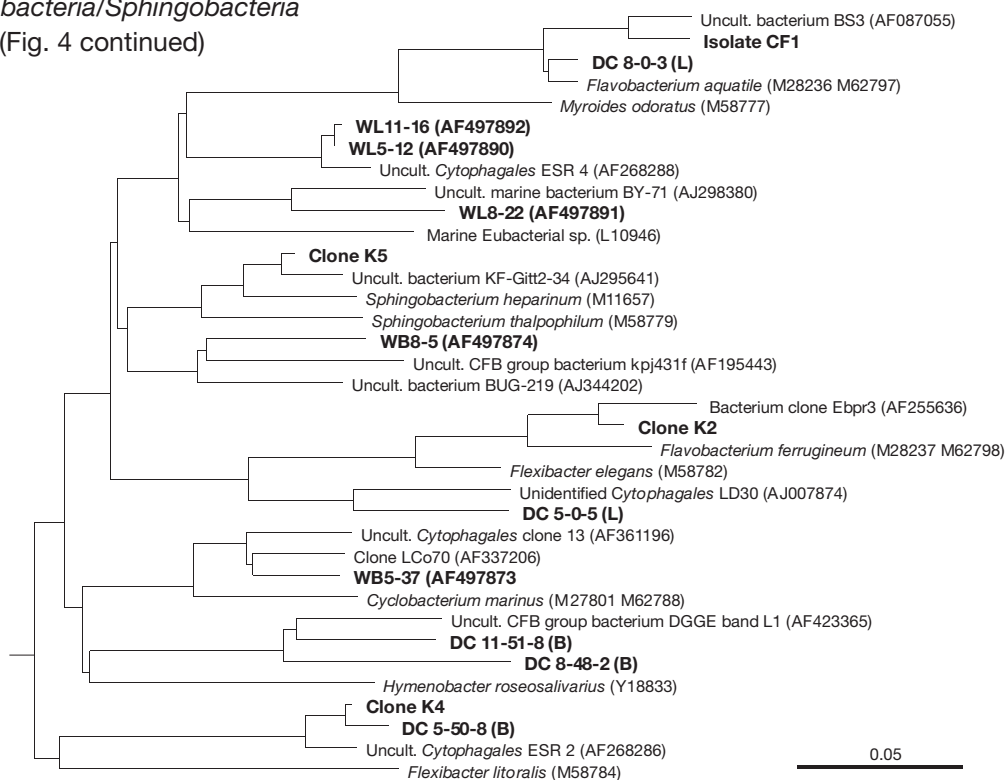 bacteria/Sphingobacteria
(Fig. 4 continued)
Uncult. bacterium BS3 (AF087055)
Isolate CF1
DC 8-0-3 (L)
Flavobacterium aquatile (M28236 M62797)
Myroides odoratus (M58777)
WL11-16 (AF497892)
WL5-12 (AF497890)
Uncult. Cytophagales ESR 4 (AF268288)
Uncult. marine bacterium BY-71 (AJ298380)
WL8-22 (AF497891)
Marine Eubacterial sp. (L10946)
Clone K5
Uncult. bacterium KF-Gitt2-34 (AJ295641)
Sphingobacterium heparinum (M11657)
Sphingobacterium thalpophilum (M58779)
WB8-5 (AF497874)
Uncult. CFB group bacterium kpj431f (AF195443)
Uncult. bacterium BUG-219 (AJ344202)
Bacterium clone Ebpr3 (AF255636)
Clone K2
Flavobacterium ferrugineum (M28237 M62798)
Flexibacter elegans (M58782)
Unidentified Cytophagales LD30 (AJ007874)
DC 5-0-5 (L)
Uncult. Cytophagales clone 13 (AF361196)
Clone LCo70 (AF337206)
WB5-37 (AF497873
Cyclobacterium marinus (M27801 M62788)
Uncult. CFB group bacterium DGGE band L1 (AF423365)
DC 11-51-8 (B)
DC 8-48-2 (B)
Hymenobacter roseosalivarius (Y18833)
Clone K4
DC 5-50-8 (B)
Uncult. Cytophagales ESR 2 (AF268286)
0.05
Flexibacter litoralis (M58784)